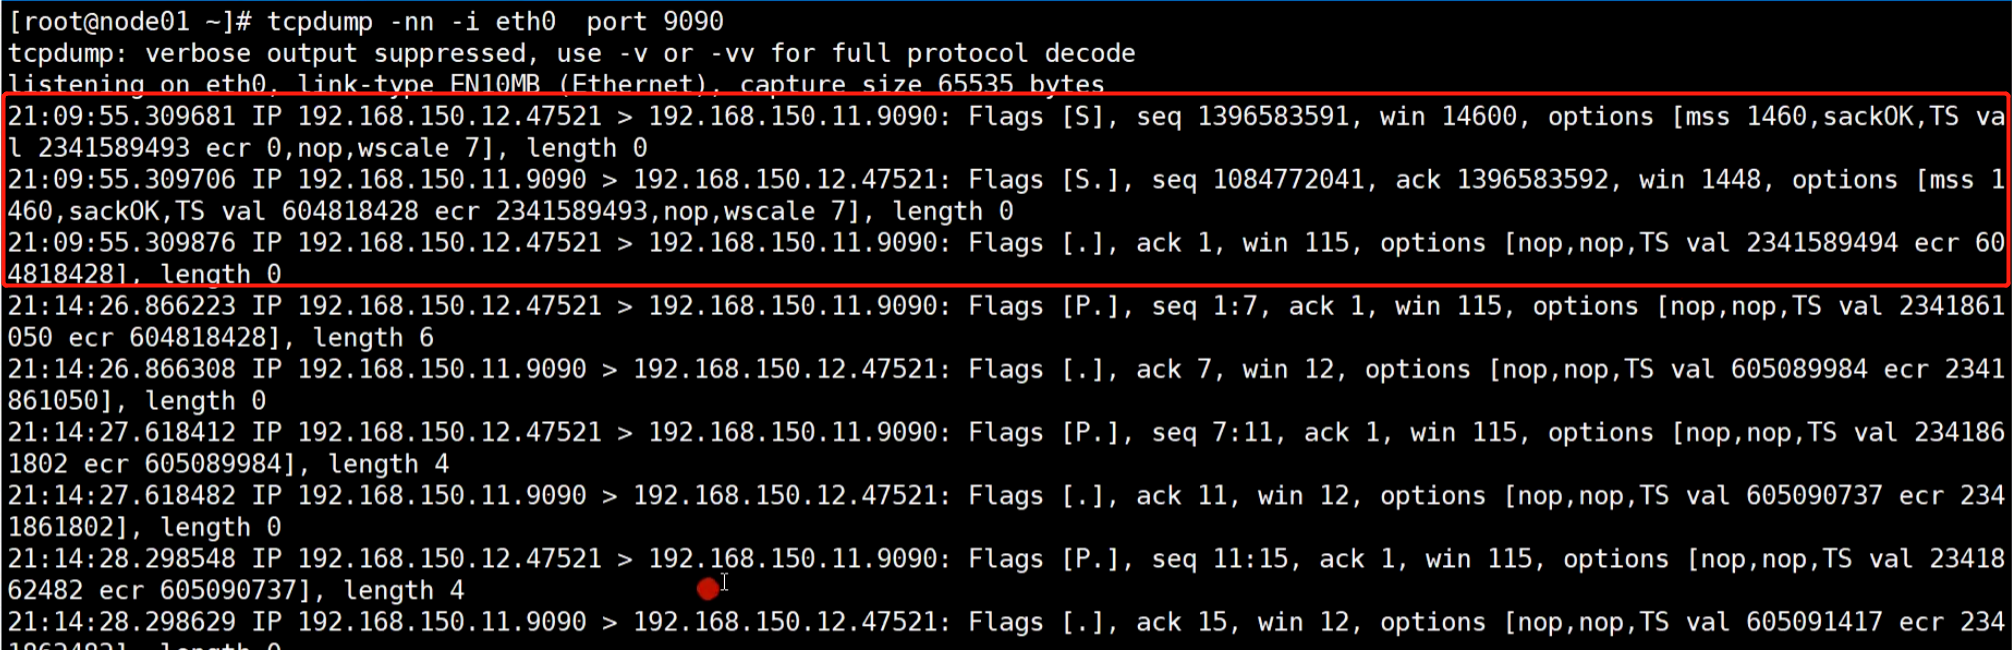 [root@node01 ~]# tcpdump -nn -i eth0  port 9090
tcpdump: verbose output suppressed, use -v or -vv for full protocol decode
listening on eth0, link-type EN10MB (Ethernet), capture size 65535 bytes
21:09:55.309681 IP 192.168.150.12.47521 > 192.168.150.11.9090: Flags [S], seq 1396583591, win 14600, options [mss 1460,sackOK,TS va
l 2341589493 ecr 0,nop,wscale 7], length 0
21:09:55.309706 IP 192.168.150.11.9090 > 192.168.150.12.47521: Flags [S.], seq 1084772041, ack 1396583592, win 1448, options [mss 1
460,sackOK,TS val 604818428 ecr 2341589493,nop,wscale 7], length 0
21:09:55.309876 IP 192.168.150.12.47521 > 192.168.150.11.9090: Flags [.], ack 1, win 115, options [nop,nop,TS val 2341589494 ecr 60
4818428], length 0
21:14:26.866223 IP 192.168.150.12.47521 > 192.168.150.11.9090: Flags [P.], seq 1:7, ack 1, win 115, options [nop,nop,TS val 2341861
050 ecr 604818428], length 6
21:14:26.866308 IP 192.168.150.11.9090 > 192.168.150.12.47521: Flags [.], ack 7, win 12, options [nop,nop,TS val 605089984 ecr 2341
861050], length 0
21:14:27.618412 IP 192.168.150.12.47521 > 192.168.150.11.9090: Flags [P.], seq 7:11, ack 1, win 115, options [nop,nop,TS val 234186
1802 ecr 605089984], length 4
21:14:27.618482 IP 192.168.150.11.9090 > 192.168.150.12.47521: Flags [.], ack 11, win 12, options [nop,nop,TS val 605090737 ecr 234
1861802], length 0
21:14:28.298548 IP 192.168.150.12.47521 > 192.168.150.11.9090: Flags [P.], seq 11:15, ack 1, win 115, options [nop,nop,TS val 23418
62482 ecr 605090737], length 4
21:14:28.298629 IP 192.168.150.11.9090 > 192.168.150.12.47521: Flags [.], ack 15, win 12, options [nop,nop,TS val 605091417 ecr 234